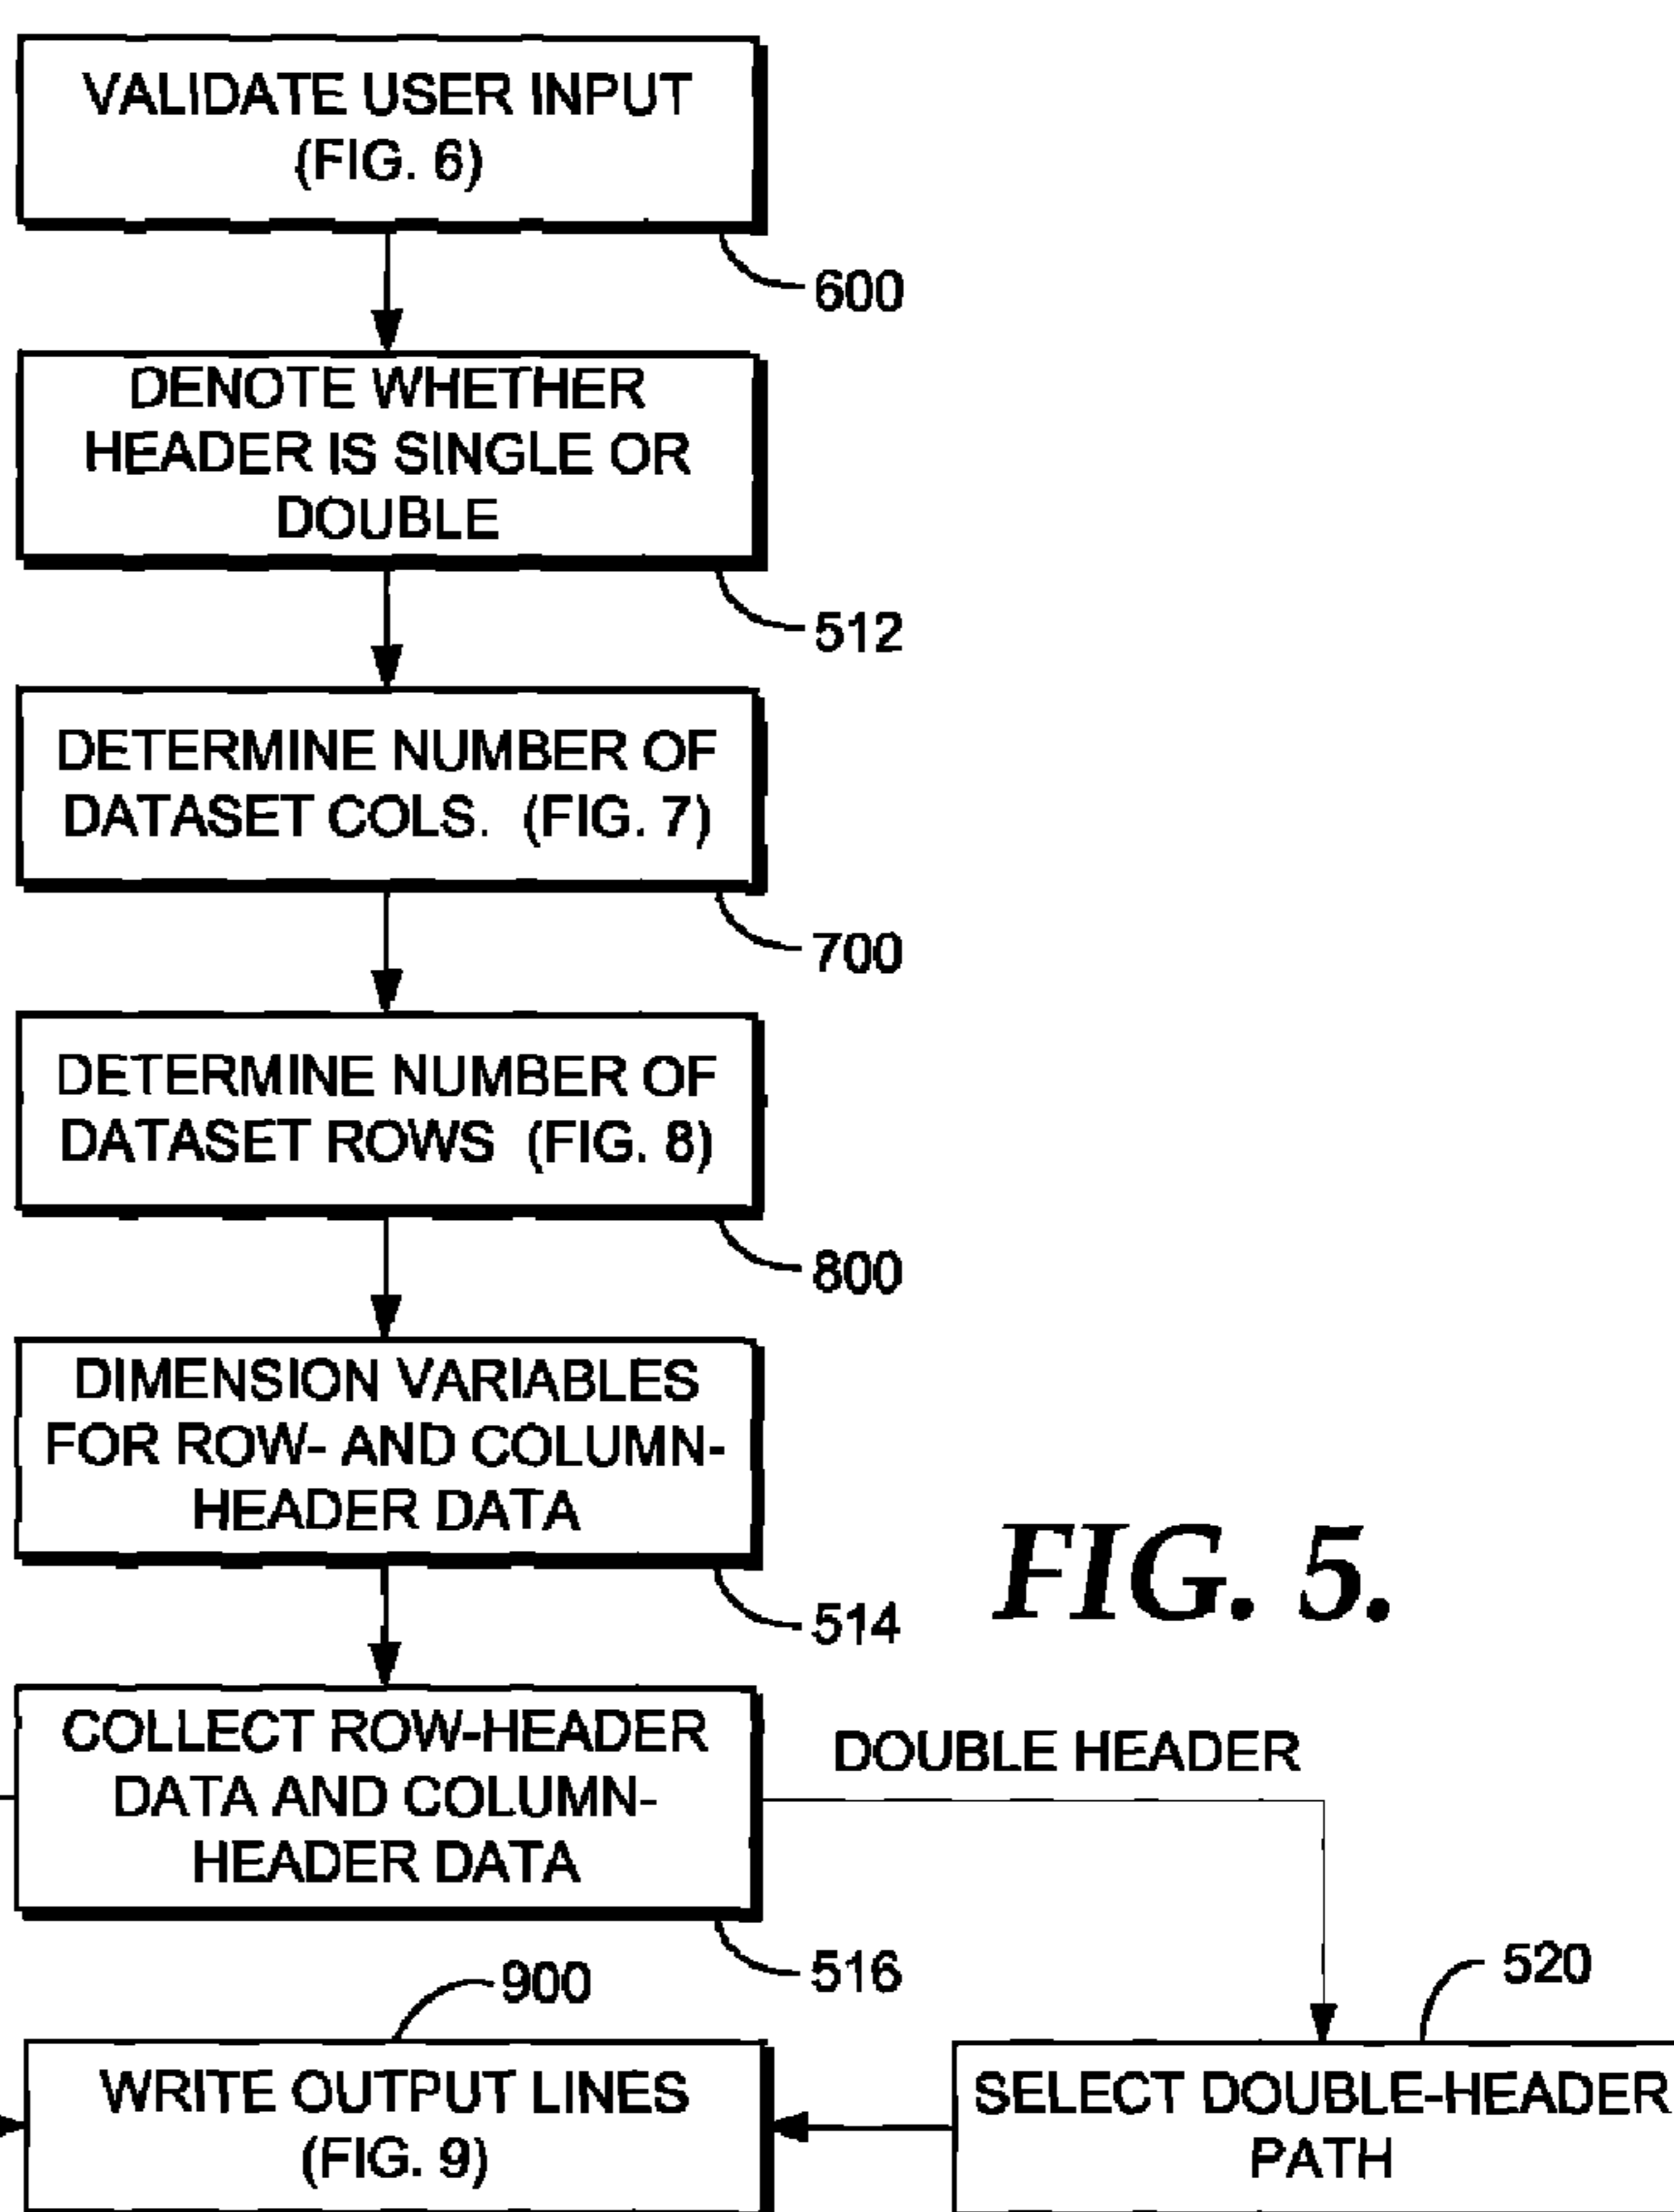 VALIDATE USER INPUT
(FIG. 6)
600
DENOTE WHETHER
HEADER IS SINGLE OR
DOUBLE
512
DETERMINE NUMBER OF
DATASET COLS. (FIG. 7)
700
DETERMINE NUMBER OF
DATASET ROWS (FIG. 8)
800
DIMENSION VARIABLES
FOR ROW- AND COLUMN-
HEADER DATA
514
FIG. 5.
COLLECT ROW-HEADER
DATA AND COLUMN-
HEADER DATA
DOUBLE HEADER
516
900
520
WRITE OUTPUT LINES
(FIG. 9)
SELECT DOUBLE-HEADER
PATH